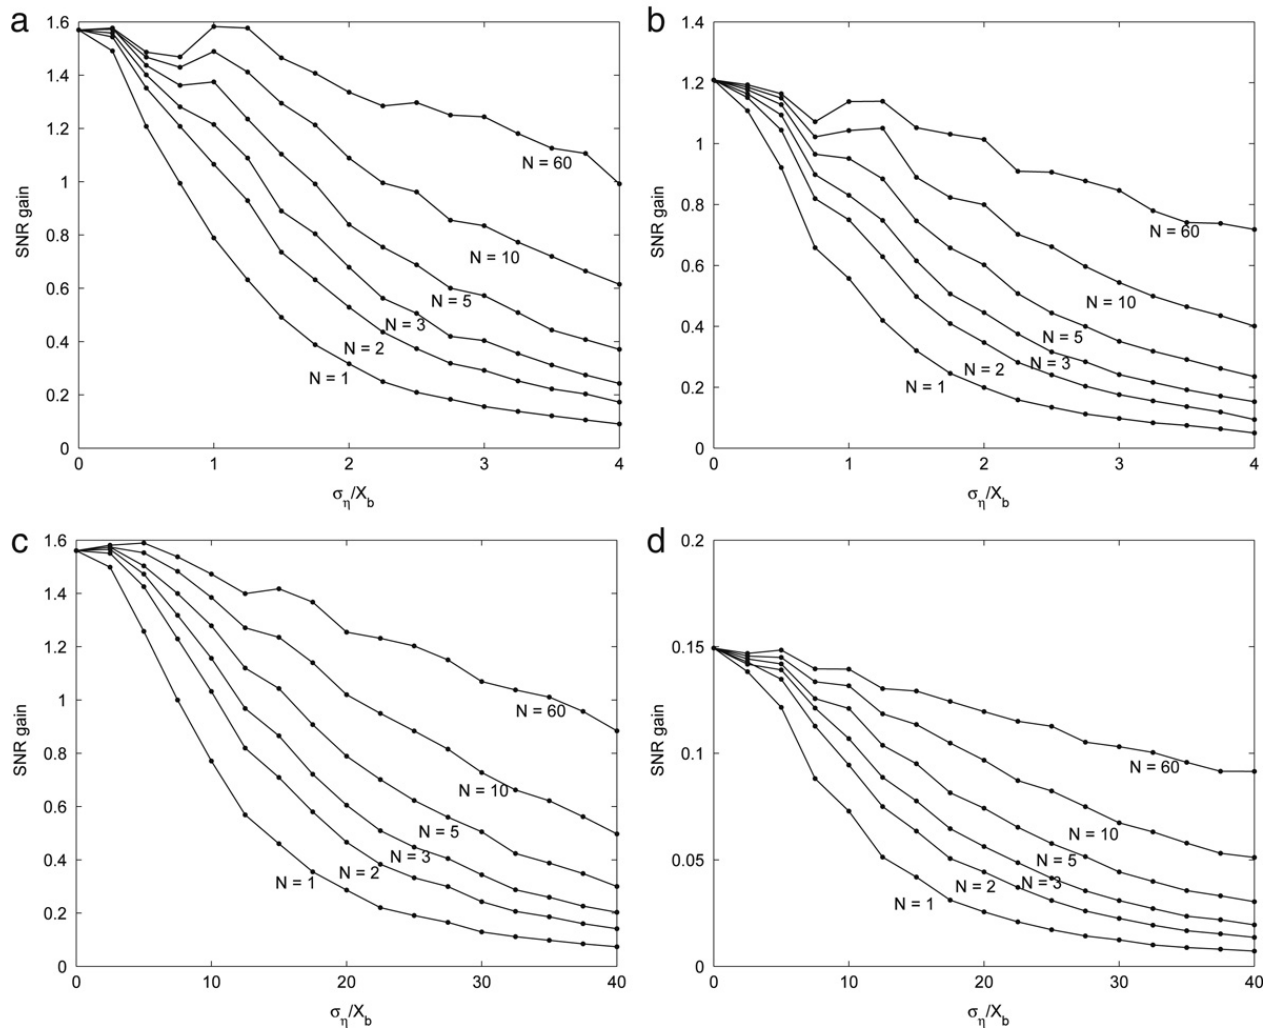 a
1.6
1.4
1.2
1
0.8
0.6
0.4
0.2
0
SNR gain
N = 60
N = 10
N = 5
N = 3
N = 2
N = 1
0 1 2 3 4
σ_η/X_b
b
1.4
1.2
1
0.8
0.6
0.4
0.2
0
SNR gain
N = 60
N = 10
N = 5
N = 3
N = 2
N = 1
0 1 2 3 4
σ_η/X_b
c
1.6
1.4
1.2
1
0.8
0.6
0.4
0.2
0
SNR gain
N = 60
N = 10
N = 5
N = 3
N = 2
N = 1
0 10 20 30 40
σ_η/X_b
d
0.2
0.15
0.1
0.05
0
SNR gain
N = 60
N = 10
N = 5
N = 3
N = 2
N = 1
0 10 20 30 40
σ_η/X_b